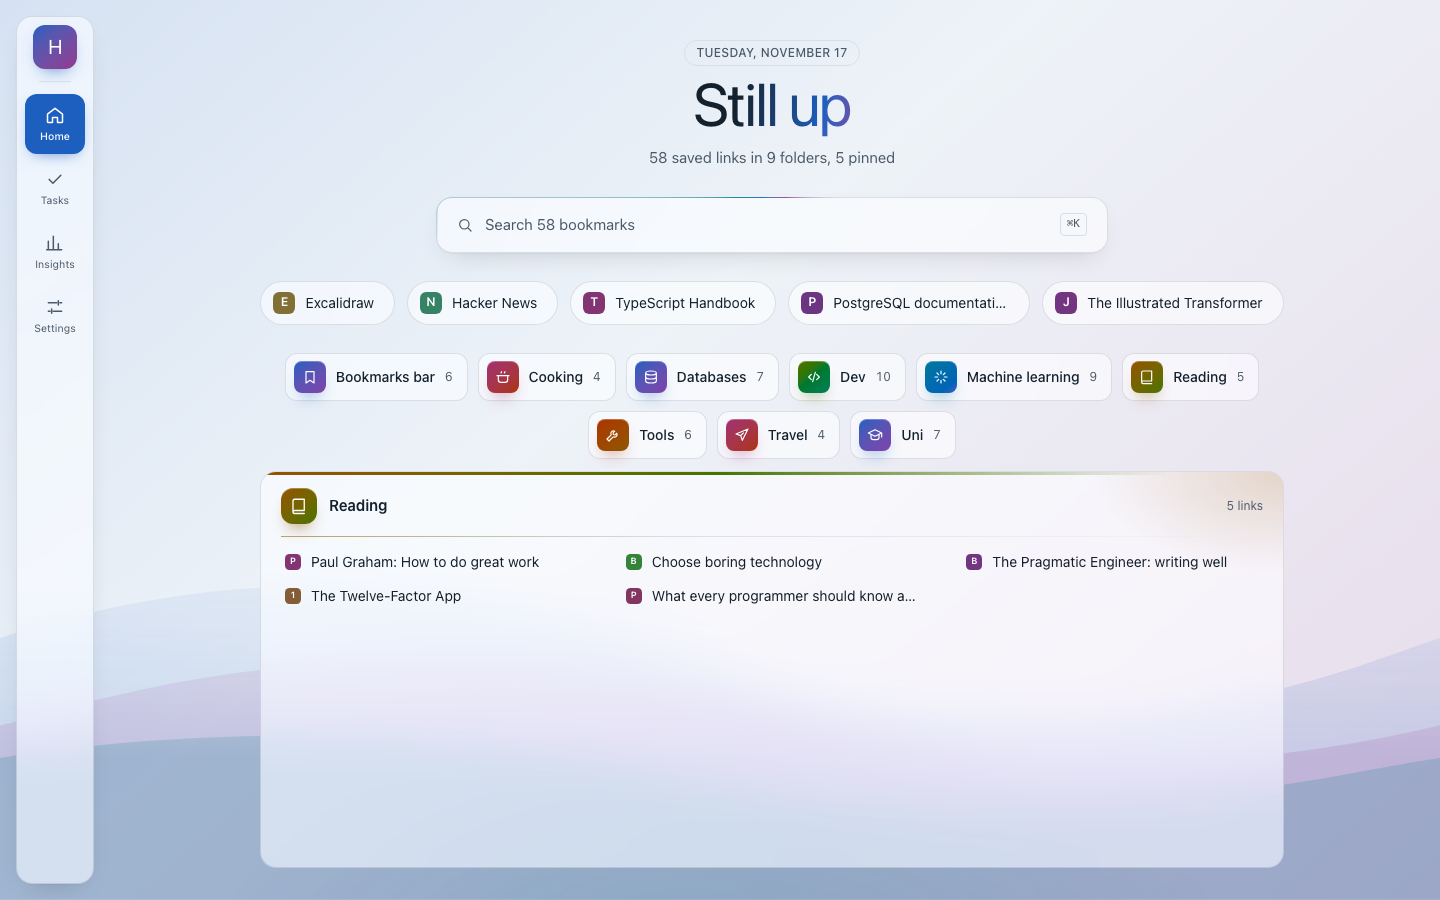 H
Home
Tasks
Insights
Settings
TUESDAY, NOVEMBER 17
Still up
58 saved links in 9 folders, 5 pinned
Search 58 bookmarks ⌘K
E Excalidraw
N Hacker News
T TypeScript Handbook
P PostgreSQL documentati...
J The Illustrated Transformer
Bookmarks bar 6
Cooking 4
Databases 7
Dev 10
Machine learning 9
Reading 5
Tools 6
Travel 4
Uni 7
Reading
5 links
P Paul Graham: How to do great work
B Choose boring technology
B The Pragmatic Engineer: writing well
1 The Twelve-Factor App
P What every programmer should know a...